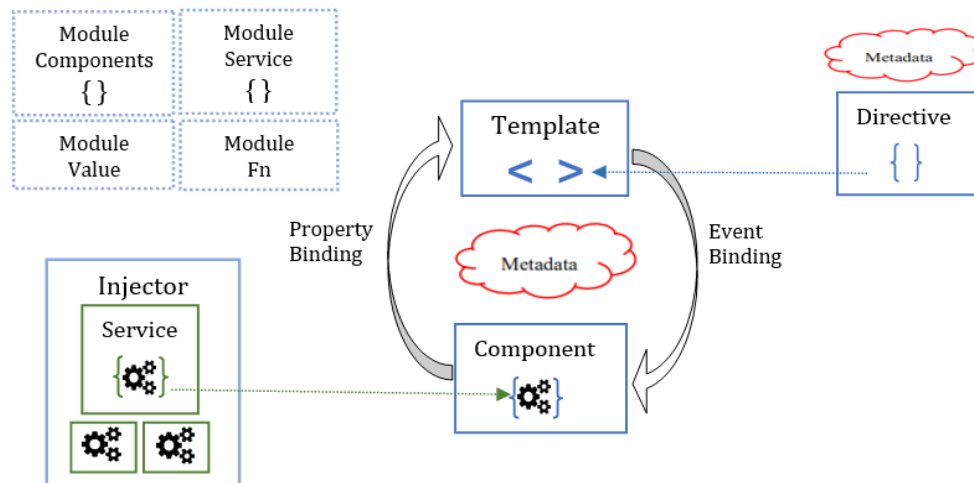 Module
Components
{ }
Module
Service
{ }
Module
Value
Module
Fn
Metadata
Directive
{ }
Template
< >
Property
Binding
Metadata
Event
Binding
Injector
Service
{ }
Component
{ }